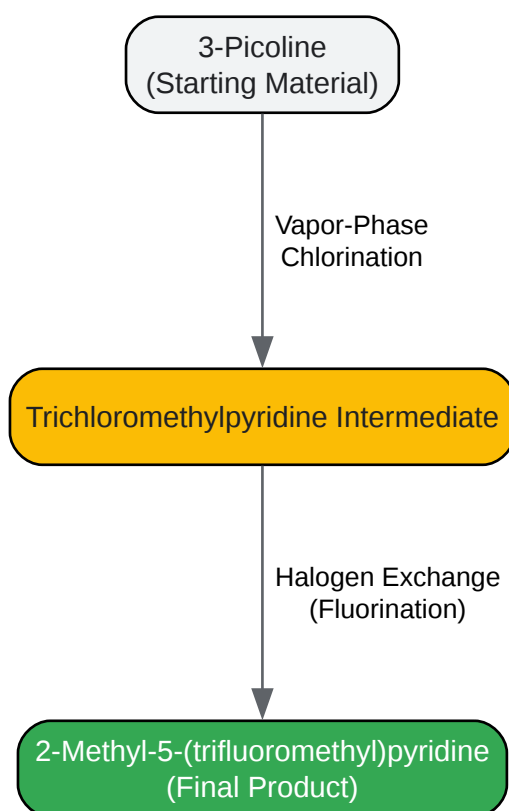 3-Picoline
(Starting Material)
Vapor-Phase
Chlorination
Trichloromethylpyridine Intermediate
Halogen Exchange
(Fluorination)
2-Methyl-5-(trifluoromethyl)pyridine
(Final Product)